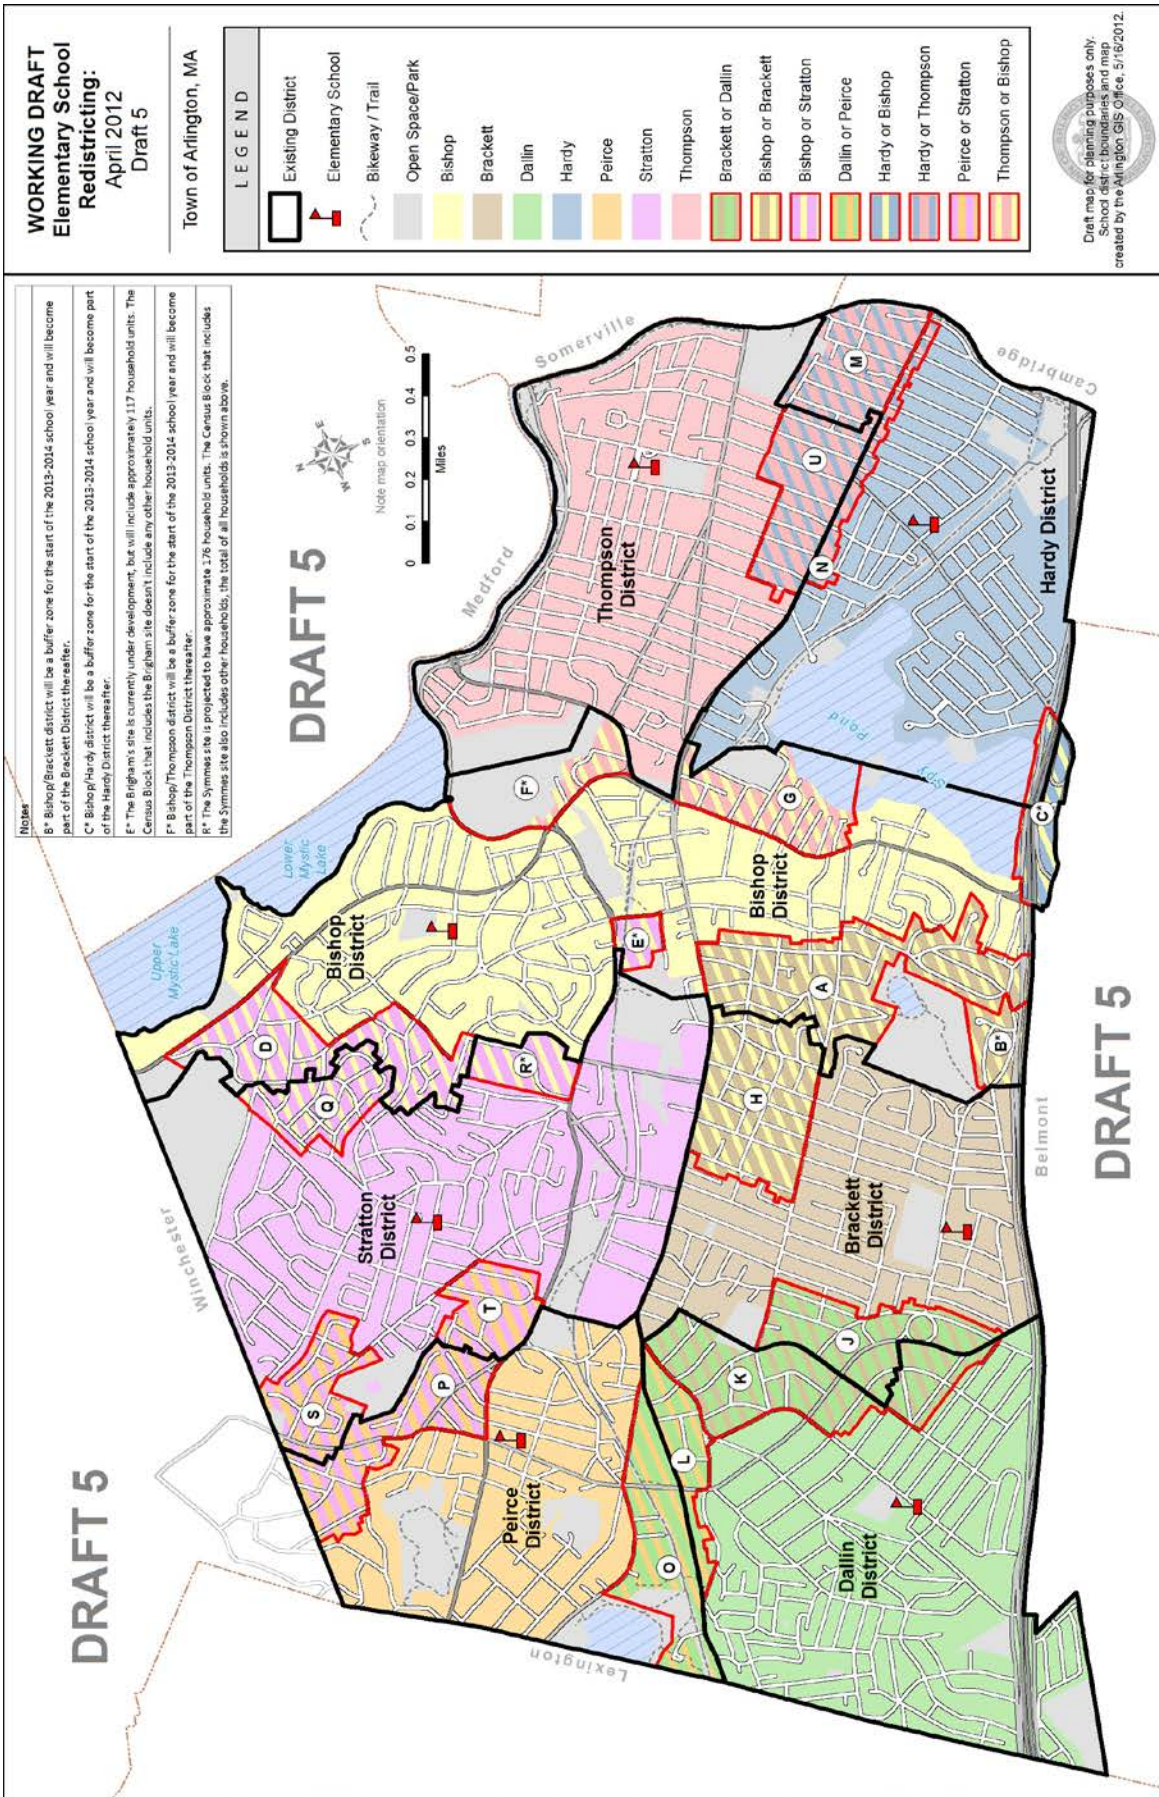 WORKING DRAFT
Elementary School
Redistricting:
April 2012
Draft 5
Town of Arlington, MA
LEGEND
Existing District
Elementary School
Bikeway / Trail
Open Space/Park
Bishop
Brackett
Dallin
Hardy
Peirce
Stratton
Thompson
Brackett or Dallin
Bishop or Brackett
Bishop or Stratton
Dallin or Peirce
Hardy or Bishop
Hardy or Thompson
Peirce or Stratton
Thompson or Bishop
Draft map for planning purposes only.
School district boundaries and map
created by the Arlington GIS Office, 5/16/2012.
Notes
B* Bishop/Brackett district will be a buffer zone for the start of the 2013-2014 school year and will become
part of the Brackett District thereafter.
C* Bishop/Hardy district will be a buffer zone for the start of the 2013-2014 school year and will become part
of the Hardy District thereafter.
E* The Brigham's site is currently under development, but will include approximately 117 household units. The
Census Block that includes the Brigham site doesn't include any other household units.
F* Bishop/Thompson district will be a buffer zone for the start of the 2013-2014 school year and will become
part of the Thompson District thereafter.
R* The Symmes site is projected to have approximate 176 household units. The Census Block that includes
the Symmes site also includes other households, the total of all households is shown above.
N
E
S
W
Note map orientation
0 0.1 0.2 0.3 0.4 0.5
Miles
DRAFT 5
DRAFT 5
DRAFT 5
Winchester
Upper
Mystic Lake
Lower
Mystic
Lake
Medford
Somerville
Cambridge
Belmont
Lexington
Spy
Pond
Stratton
District
Bishop
District
Thompson
District
Peirce
District
Bishop
District
Brackett
District
Dallin
District
Hardy District
S
P
T
Q
D
R*
E*
F*
O
L
K
J
H
A
B*
G
C*
N
U
M